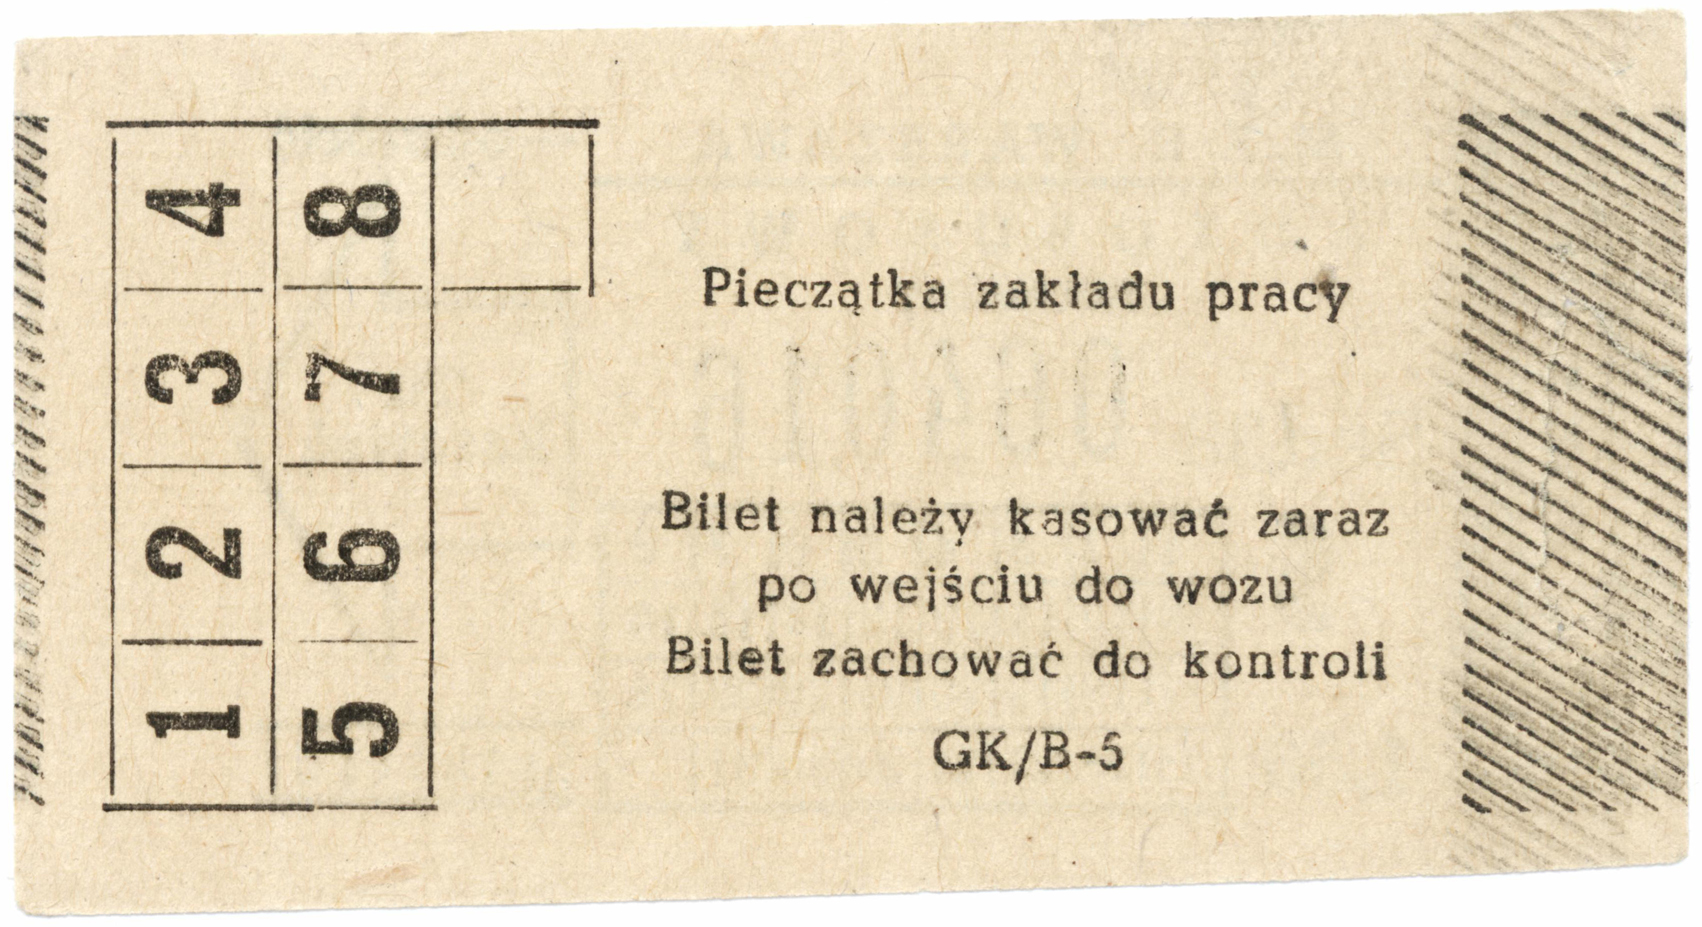 4 8
3 7
2 6
1 5
Pieczątka zakładu pracy
Bilet należy kasować zaraz
po wejściu do wozu
Bilet zachować do kontroli
GK/B-5